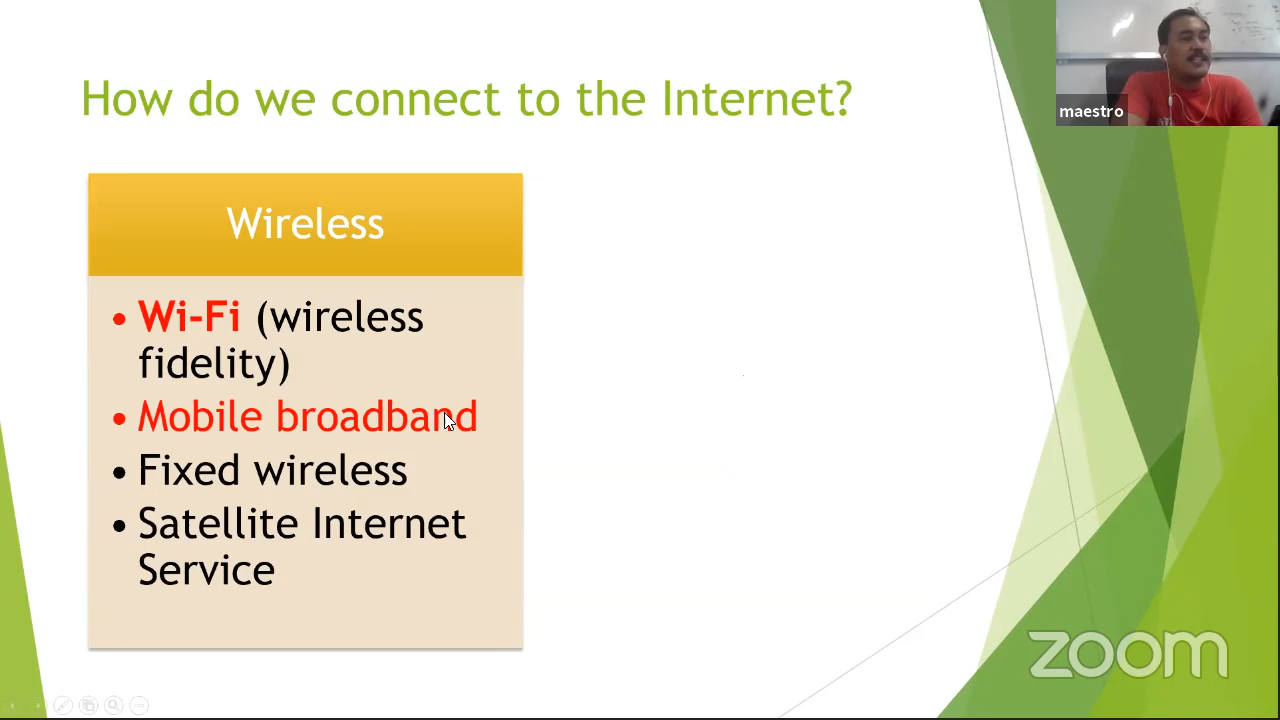 How do we connect to the Internet?
maestro
Wireless
• Wi-Fi (wireless
fidelity)
• Mobile broadband
• Fixed wireless
• Satellite Internet
Service
zoom